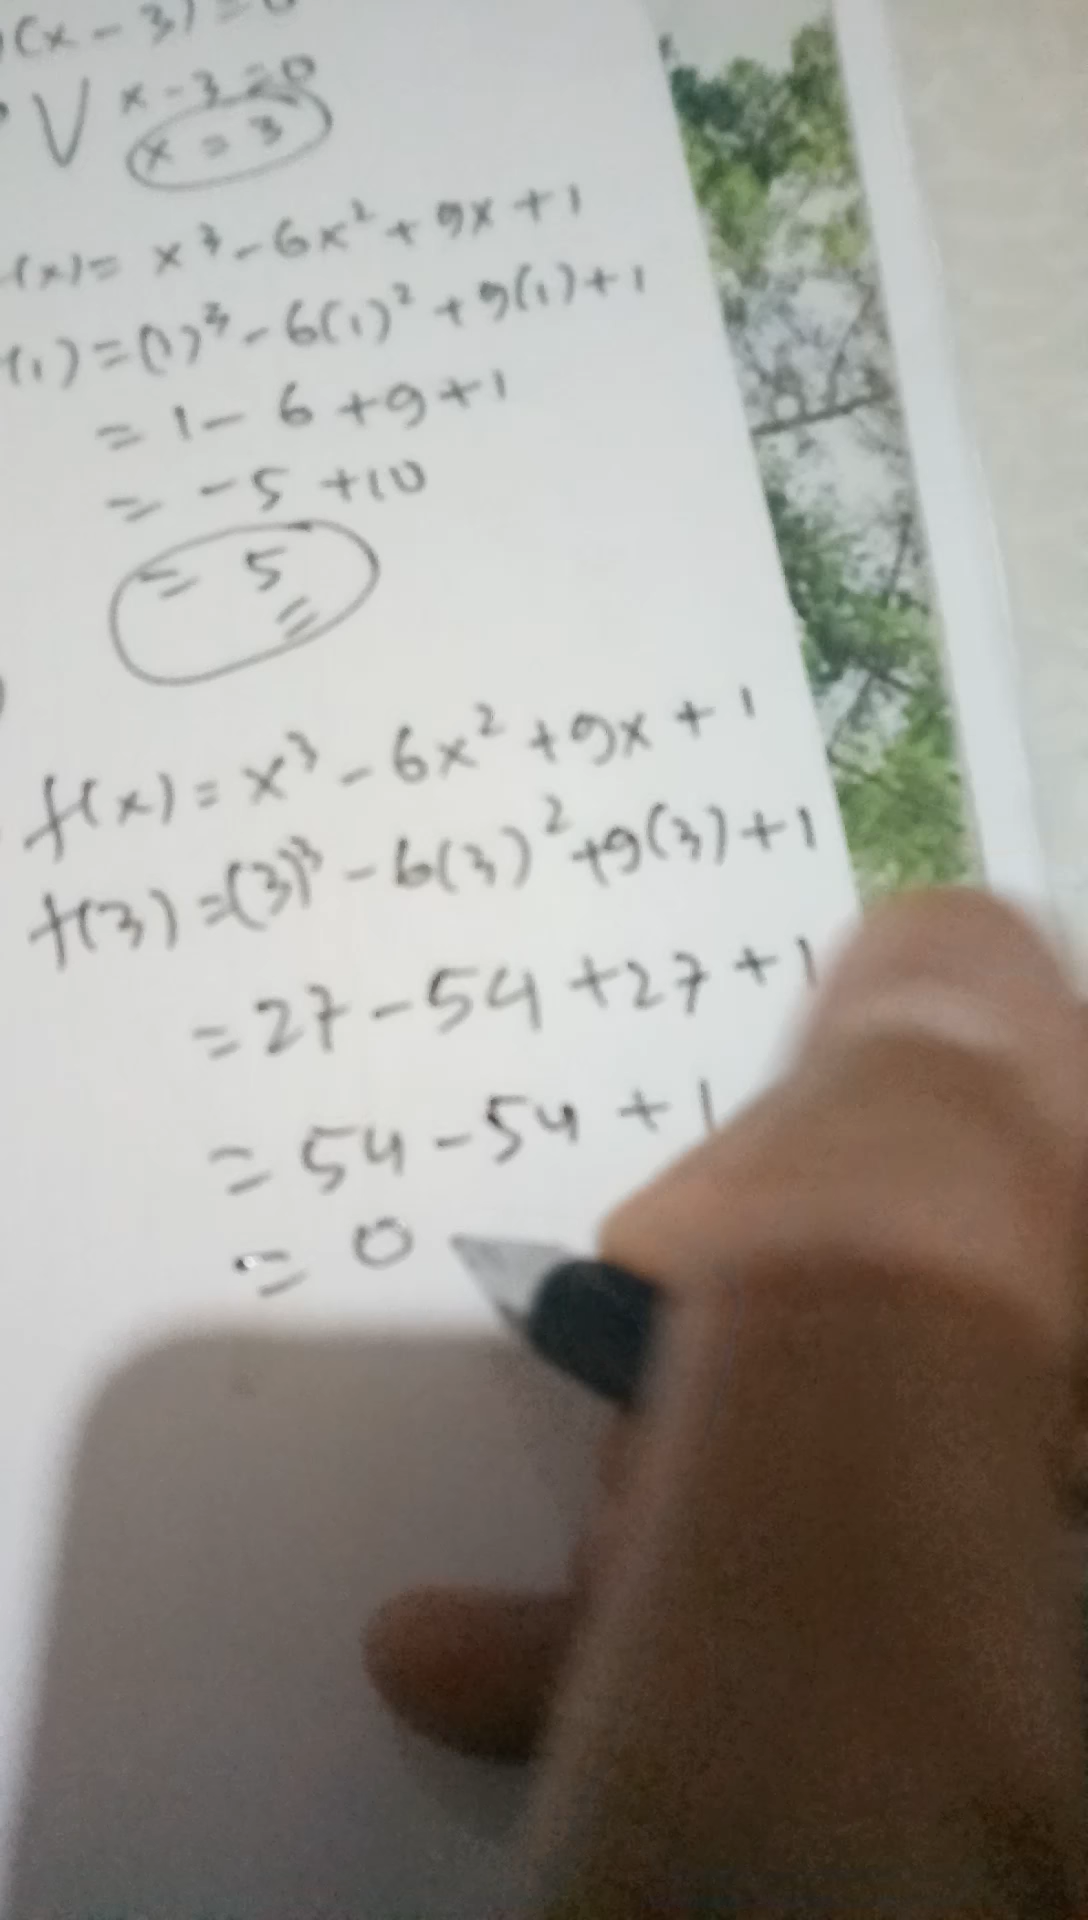 (x-3)=0
∨ x-3=0
x = 3
(x)= x³-6x²+9x+1
(1)=(1)³-6(1)²+9(1)+1
= 1-6+9+1
= -5+10
= 5
f(x)= x³-6x²+9x+1
f(3)=(3)³-6(3)²+9(3)+1
= 27-54+27+1
= 54-54+1
= 0